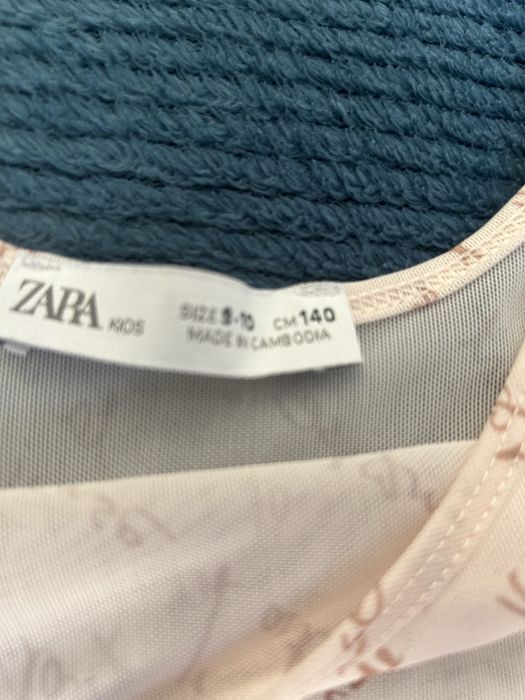 ZARA KIDS SIZE 9-10 CM 140
MADE IN CAMBODIA